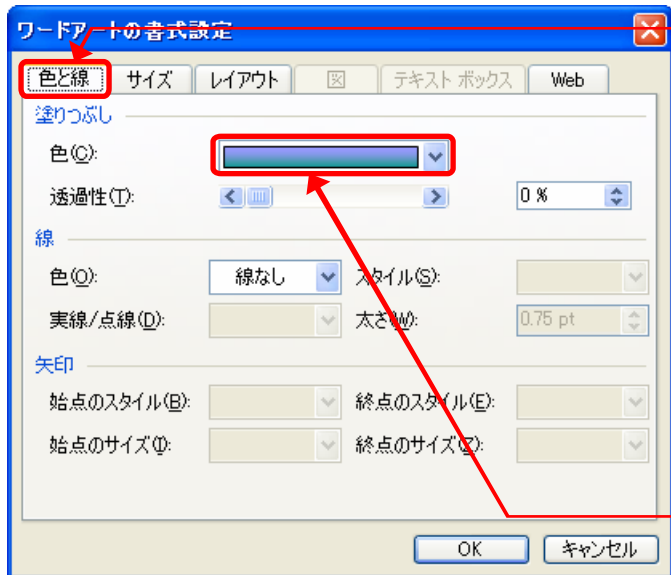 ワードアートの書式設定
色と線 サイズ レイアウト 図 テキスト ボックス Web
塗りつぶし
色(C):
透過性(T): 0 %
線
色(O): 線なし スタイル(S):
実線/点線(D): 太さ(W): 0.75 pt
矢印
始点のスタイル(B): 終点のスタイル(E):
始点のサイズ(I): 終点のサイズ(Z):
OK キャンセル